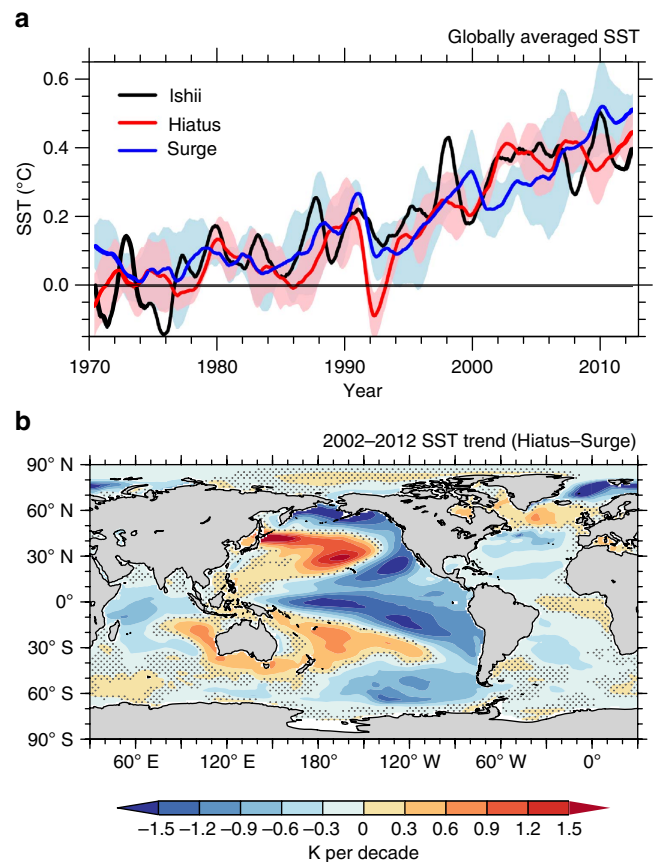 a
Globally averaged SST
0.6
0.4
0.2
0.0
SST (°C)
Ishii
Hiatus
Surge
1970 1980 1990 2000 2010
Year
b
2002–2012 SST trend (Hiatus–Surge)
90° N
60° N
30° N
0°
30° S
60° S
90° S
60° E 120° E 180° 120° W 60° W 0°
−1.5 −1.2 −0.9 −0.6 −0.3 0 0.3 0.6 0.9 1.2 1.5
K per decade